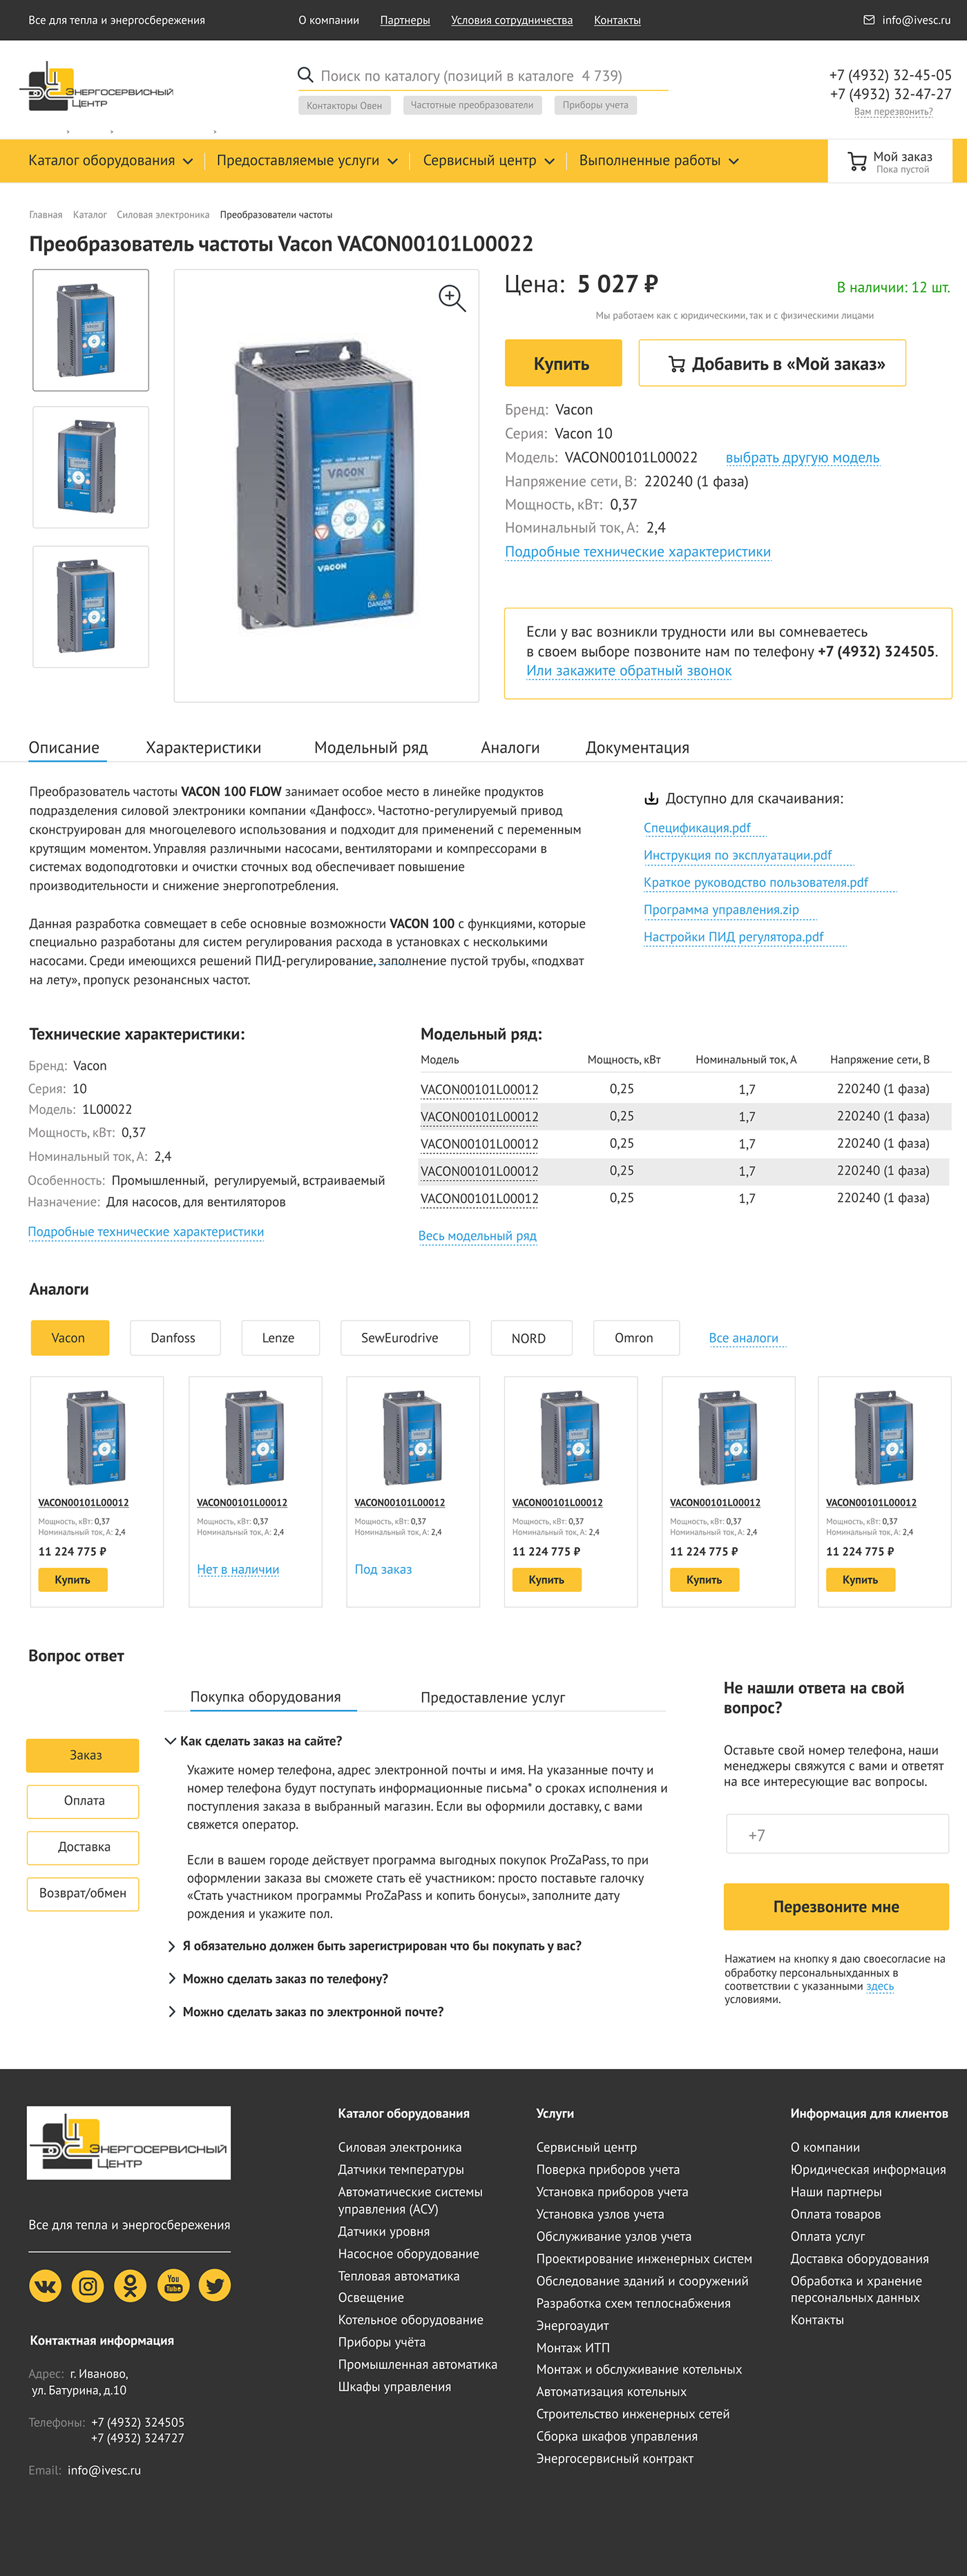 Все для тепла и энергосбережения
О компании Партнеры Условия сотрудничества Контакты
info@ivesc.ru
ЭНЕРГОСЕРВИСНЫЙ
ЦЕНТР
Поиск по каталогу (позиций в каталоге 4 739)
Контакторы Овен Частотные преобразователи Приборы учета
+7 (4932) 32-45-05
+7 (4932) 32-47-27
Вам перезвонить?
Каталог оборудования Предоставляемые услуги Сервисный центр Выполненные работы
Мой заказ
Пока пустой
Главная Каталог Силовая электроника Преобразователи частоты
Преобразователь частоты Vacon VACON00101L00022
VACON
OK
VACON
DANGER
Цена: 5 027 ₽
В наличии: 12 шт.
Мы работаем как с юридическими, так и с физическими лицами
Купить
Добавить в «Мой заказ»
Бренд: Vacon
Серия: Vacon 10
Модель: VACON00101L00022 выбрать другую модель
Напряжение сети, В: 220240 (1 фаза)
Мощность, кВт: 0,37
Номинальный ток, А: 2,4
Подробные технические характеристики
Если у вас возникли трудности или вы сомневаетесь
в своем выборе позвоните нам по телефону +7 (4932) 324505.
Или закажите обратный звонок
Описание Характеристики Модельный ряд Аналоги Документация
Преобразователь частоты VACON 100 FLOW занимает особое место в линейке продуктов
подразделения силовой электроники компании «Данфосс». Частотно-регулируемый привод
сконструирован для многоцелевого использования и подходит для применений с переменным
крутящим моментом. Управляя различными насосами, вентиляторами и компрессорами в
системах водоподготовки и очистки сточных вод обеспечивает повышение
производительности и снижение энергопотребления.
Данная разработка совмещает в себе основные возможности VACON 100 с функциями, которые
специально разработаны для систем регулирования расхода в установках с несколькими
насосами. Среди имеющихся решений ПИД-регулирование, заполнение пустой трубы, «подхват
на лету», пропуск резонансных частот.
Доступно для скачивания:
Спецификация.pdf
Инструкция по эксплуатации.pdf
Краткое руководство пользователя.pdf
Программа управления.zip
Настройки ПИД регулятора.pdf
Технические характеристики:
Бренд: Vacon
Серия: 10
Модель: 1L00022
Мощность, кВт: 0,37
Номинальный ток, А: 2,4
Особенность: Промышленный, регулируемый, встраиваемый
Назначение: Для насосов, для вентиляторов
Подробные технические характеристики
Модельный ряд:
Модель Мощность, кВт Номинальный ток, А Напряжение сети, В
VACON00101L00012 0,25 1,7 220240 (1 фаза)
VACON00101L00012 0,25 1,7 220240 (1 фаза)
VACON00101L00012 0,25 1,7 220240 (1 фаза)
VACON00101L00012 0,25 1,7 220240 (1 фаза)
VACON00101L00012 0,25 1,7 220240 (1 фаза)
Весь модельный ряд
Аналоги
Vacon Danfoss Lenze SewEurodrive NORD Omron Все аналоги
VACON00101L00012 VACON00101L00012 VACON00101L00012 VACON00101L00012 VACON00101L00012 VACON00101L00012
Мощность, кВт: 0,37 Мощность, кВт: 0,37 Мощность, кВт: 0,37 Мощность, кВт: 0,37 Мощность, кВт: 0,37 Мощность, кВт: 0,37
Номинальный ток, А: 2,4 Номинальный ток, А: 2,4 Номинальный ток, А: 2,4 Номинальный ток, А: 2,4 Номинальный ток, А: 2,4 Номинальный ток, А: 2,4
11 224 775 ₽ 11 224 775 ₽ 11 224 775 ₽ 11 224 775 ₽
Купить Нет в наличии Под заказ Купить Купить Купить
Вопрос ответ
Заказ
Оплата
Доставка
Возврат/обмен
Покупка оборудования Предоставление услуг
Как сделать заказ на сайте?
Укажите номер телефона, адрес электронной почты и имя. На указанные почту и
номер телефона будут поступать информационные письма* о сроках исполнения и
поступления заказа в выбранный магазин. Если вы оформили доставку, с вами
свяжется оператор.
Если в вашем городе действует программа выгодных покупок ProZaPass, то при
оформлении заказа вы сможете стать её участником: просто поставьте галочку
«Стать участником программы ProZaPass и копить бонусы», заполните дату
рождения и укажите пол.
Я обязательно должен быть зарегистрирован что бы покупать у вас?
Можно сделать заказ по телефону?
Можно сделать заказ по электронной почте?
Не нашли ответа на свой
вопрос?
Оставьте свой номер телефона, наши
менеджеры свяжутся с вами и ответят
на все интересующие вас вопросы.
+7
Перезвоните мне
Нажатием на кнопку я даю своесогласие на
обработку персональныхданных в
соответствии с указанными здесь
условиями.
ЭНЕРГОСЕРВИСНЫЙ
ЦЕНТР
Все для тепла и энергосбережения
You
Tube
Контактная информация
Адрес: г. Иваново,
ул. Батурина, д.10
Телефоны: +7 (4932) 324505
+7 (4932) 324727
Email: info@ivesc.ru
Каталог оборудования
Силовая электроника
Датчики температуры
Автоматические системы
управления (АСУ)
Датчики уровня
Насосное оборудование
Тепловая автоматика
Освещение
Котельное оборудование
Приборы учёта
Промышленная автоматика
Шкафы управления
Услуги
Сервисный центр
Поверка приборов учета
Установка приборов учета
Установка узлов учета
Обслуживание узлов учета
Проектирование инженерных систем
Обследование зданий и сооружений
Разработка схем теплоснабжения
Энергоаудит
Монтаж ИТП
Монтаж и обслуживание котельных
Автоматизация котельных
Строительство инженерных сетей
Сборка шкафов управления
Энергосервисный контракт
Информация для клиентов
О компании
Юридическая информация
Наши партнеры
Оплата товаров
Оплата услуг
Доставка оборудования
Обработка и хранение
персональных данных
Контакты